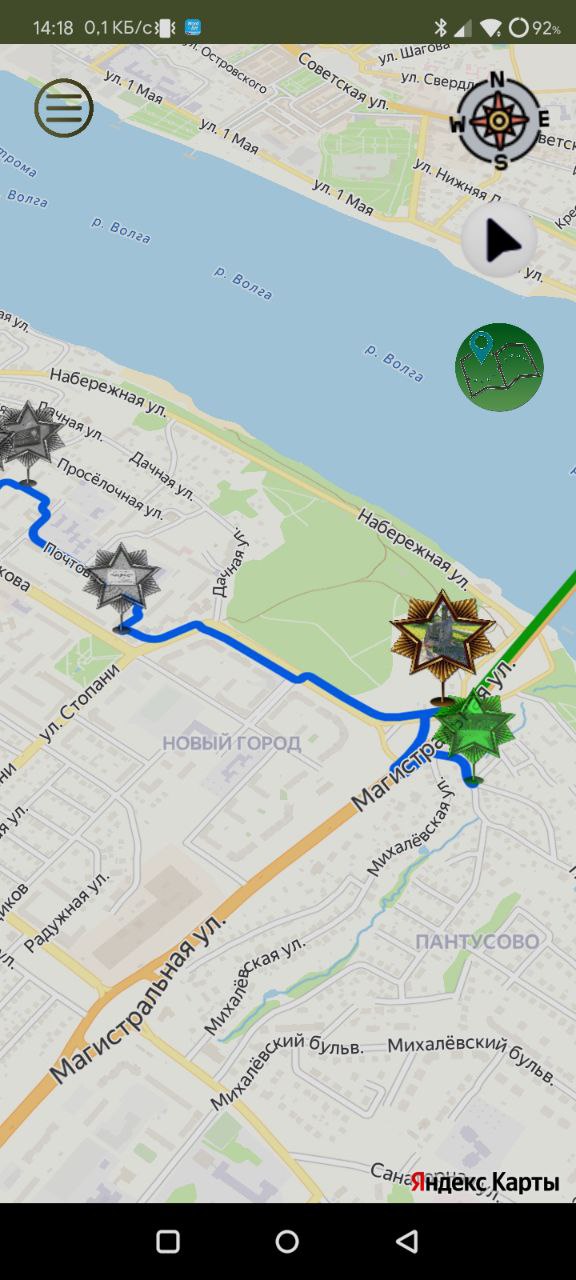 14:18 0,1 КБ/с 92%
ул. Шагова
ул. Островского
Советская ул.
ул. Свердл
ул. 1 Мая
N
W E
S
ул. 1 Мая
ул. Нижняя Д
ул. 1 Мая
ул.
р. Волга
р. Волга
р. Волга
Набережная ул.
Дачная ул.
Дачная ул.
Просёлочная ул.
Набережная ул.
Дачная ул.
Почтов
кова
ул. Стопани
НОВЫЙ ГОРОД
Магистральная ул.
Михалёвская ул.
Радужная ул.
ПАНТУСОВО
Михалёвская ул.
Магистральная ул.
Михалёвский бульв.
Михалёвский бульв.
Яндекс Карты